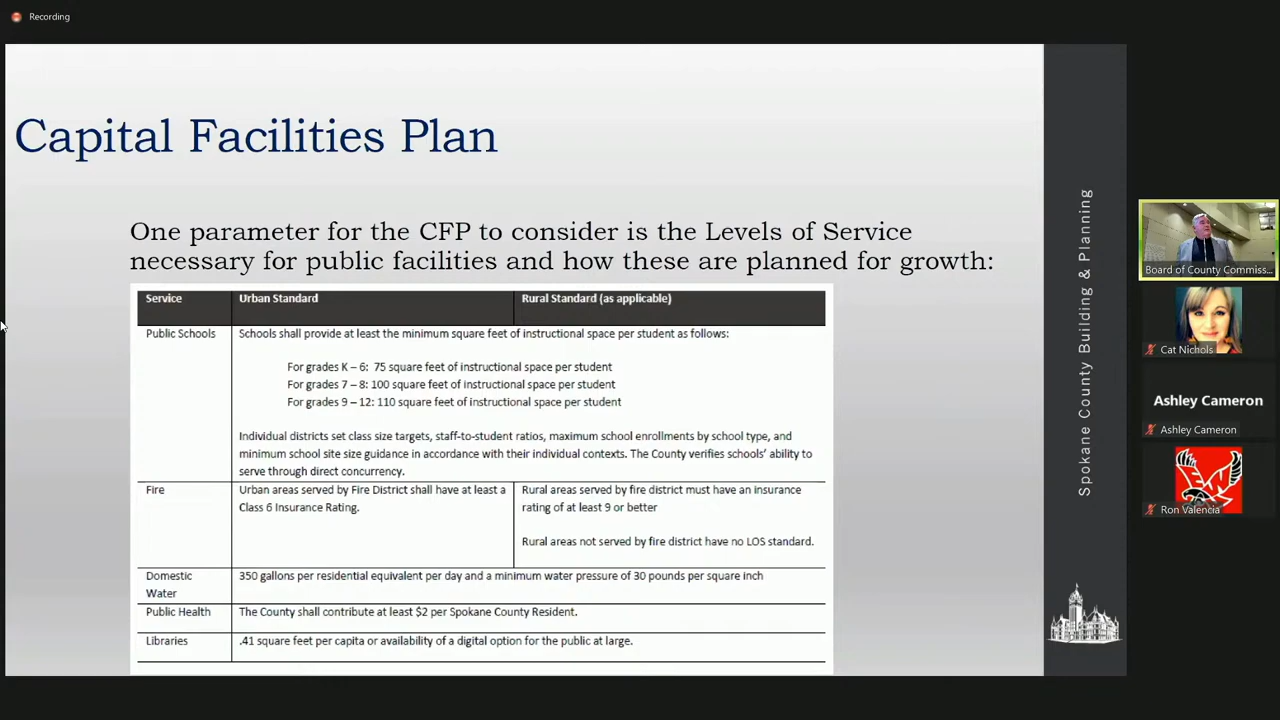 Recording
Capital Facilities Plan
One parameter for the CFP to consider is the Levels of Service
necessary for public facilities and how these are planned for growth:
Service
Urban Standard
Rural Standard (as applicable)
Public Schools
Schools shall provide at least the minimum square feet of instructional space per student as follows:
For grades K – 6: 75 square feet of instructional space per student
For grades 7 – 8: 100 square feet of instructional space per student
For grades 9 – 12: 110 square feet of instructional space per student
Individual districts set class size targets, staff-to-student ratios, maximum school enrollments by school type, and
minimum school site size guidance in accordance with their individual contexts. The County verifies schools' ability to
serve through direct concurrency.
Fire
Urban areas served by Fire District shall have at least a
Class 6 Insurance Rating.
Rural areas served by fire district must have an insurance
rating of at least 9 or better
Rural areas not served by fire district have no LOS standard.
Domestic
Water
350 gallons per residential equivalent per day and a minimum water pressure of 30 pounds per square inch
Public Health
The County shall contribute at least $2 per Spokane County Resident.
Libraries
.41 square feet per capita or availability of a digital option for the public at large.
Spokane County Building & Planning
Board of County Commiss...
Cat Nichols
Ashley Cameron
Ashley Cameron
Ron Valencia